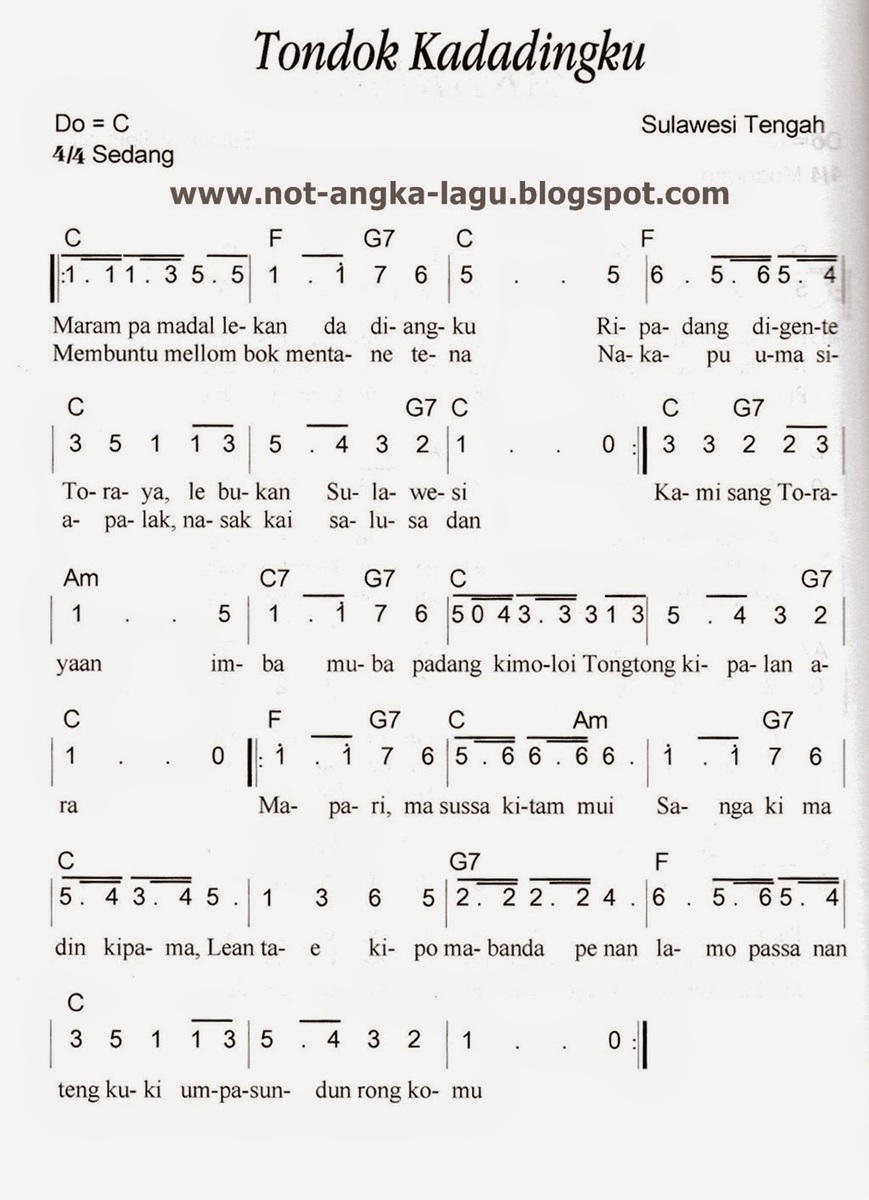 Tondok Kadadingku
Do = C
Sulawesi Tengah
4/4 Sedang
www.not-angka-lagu.blogspot.com
C F G7 C F
‖:1 . 1 1 . 3 5 . 5 | 1 . i̇ 7 6 | 5 . . 5 | 6 . 5 . 6 5 . 4 |
Maram pa madal le- kan da di- ang- ku Ri- pa- dang di-gen-te
Membuntu mellom bok menta- ne te- na Na- ka- pu u-ma si-
C G7 C C G7
| 3 5 1 1 3 | 5 . 4 3 2 | 1 . . 0 :‖ 3 3 2 2 3 |
To- ra- ya, le bu- kan Su- la- we- si Ka- mi sang To-ra-
a- pa- lak, na- sak kai sa- lu- sa dan
Am C7 G7 C G7
| 1 . . 5 | 1 . i̇ 7 6 | 5 0 4 3 . 3 3 1 3 | 5 . 4 3 2 |
yaan im- ba mu- ba padang kimo-loi Tongtong ki- pa- lan a-
C F G7 C Am G7
| 1 . . 0 ‖: i̇ . i̇ 7 6 | 5 . 6 6 . 6 6 . | i̇ . i̇ 7 6 |
ra Ma- pa- ri, ma sussa ki-tam mui Sa- nga ki ma
C G7 F
| 5 . 4 3 . 4 5 . | 1 3 6 5 | 2 . 2 2 . 2 4 . | 6 . 5 . 6 5 . 4 |
din kipa- ma, Lean ta- e ki- po ma- banda pe nan la- mo passa nan
C
| 3 5 1 1 3 | 5 . 4 3 2 | 1 . . 0 :‖
teng ku- ki um-pa-sun- dun rong ko- mu